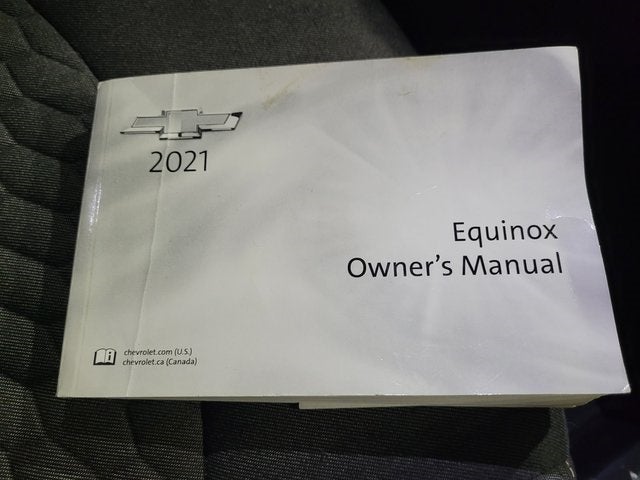 2021
Equinox
Owner's Manual
chevrolet.com (U.S.)
chevrolet.ca (Canada)